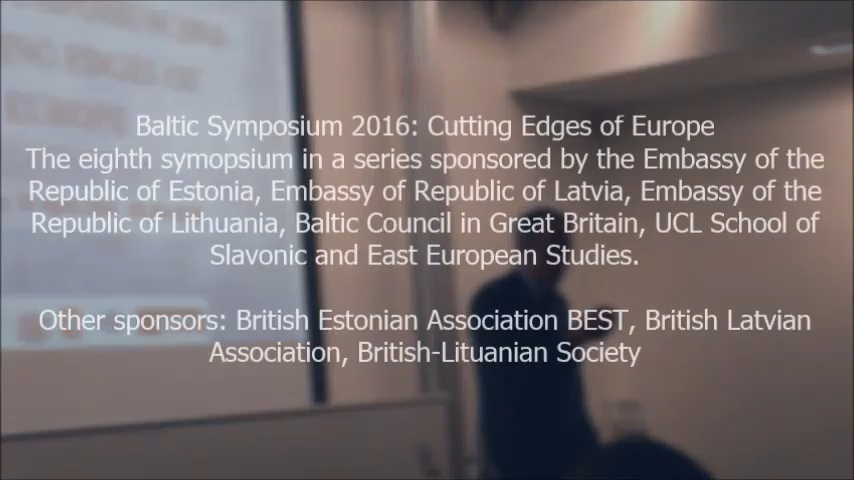 Baltic Symposium 2016: Cutting Edges of Europe
The eighth symopsium in a series sponsored by the Embassy of the
Republic of Estonia, Embassy of Republic of Latvia, Embassy of the
Republic of Lithuania, Baltic Council in Great Britain, UCL School of
Slavonic and East European Studies.
Other sponsors: British Estonian Association BEST, British Latvian
Association, British-Lituanian Society